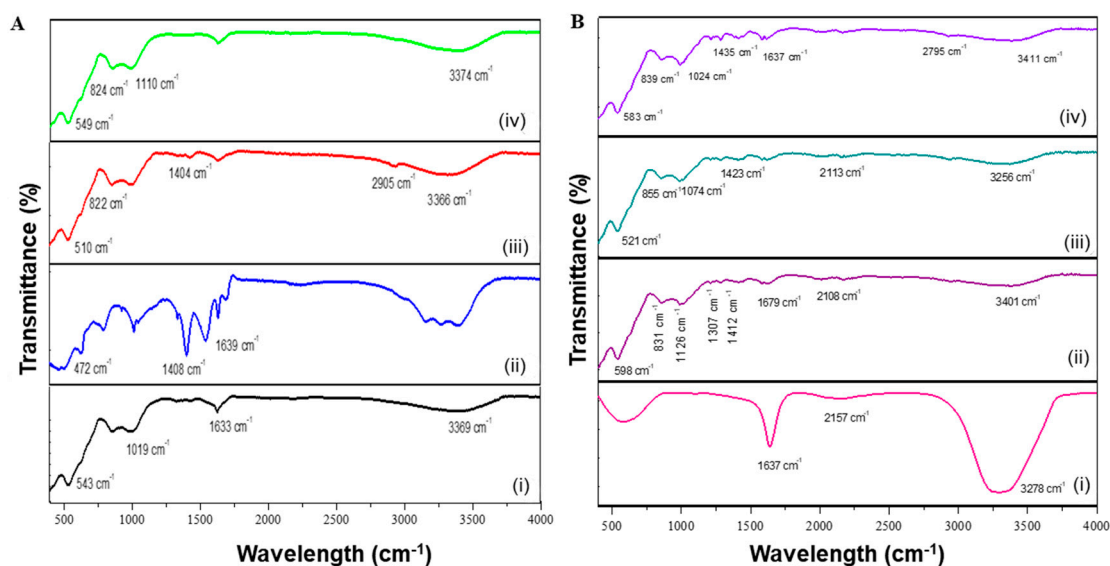 A
Transmittance (%)
549 cm-1
824 cm-1
1110 cm-1
3374 cm-1
(iv)
510 cm-1
822 cm-1
1404 cm-1
2905 cm-1
3366 cm-1
(iii)
472 cm-1
1408 cm-1
1639 cm-1
(ii)
543 cm-1
1019 cm-1
1633 cm-1
3369 cm-1
(i)
500 1000 1500 2000 2500 3000 3500 4000
Wavelength (cm-1)
B
Transmittance (%)
583 cm-1
839 cm-1
1024 cm-1
1435 cm-1
1637 cm-1
2795 cm-1
3411 cm-1
(iv)
521 cm-1
855 cm-1
1074 cm-1
1423 cm-1
2113 cm-1
3256 cm-1
(iii)
598 cm-1
831 cm-1
1126 cm-1
1307 cm-1
1412 cm-1
1679 cm-1
2108 cm-1
3401 cm-1
(ii)
1637 cm-1
2157 cm-1
3278 cm-1
(i)
500 1000 1500 2000 2500 3000 3500 4000
Wavelength (cm-1)